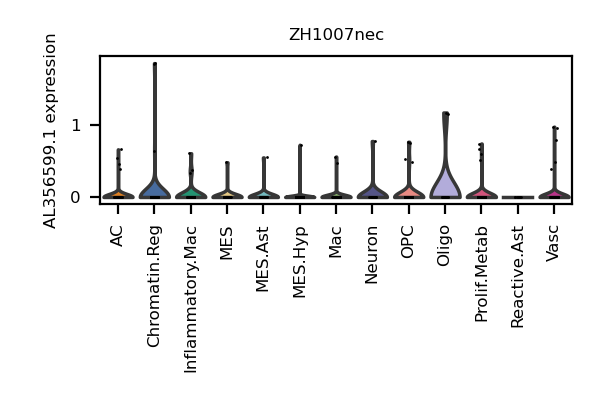 ZH1007nec
AL356599.1 expression
1
0
AC
Chromatin.Reg
Inflammatory.Mac
MES
MES.Ast
MES.Hyp
Mac
Neuron
OPC
Oligo
Prolif.Metab
Reactive.Ast
Vasc